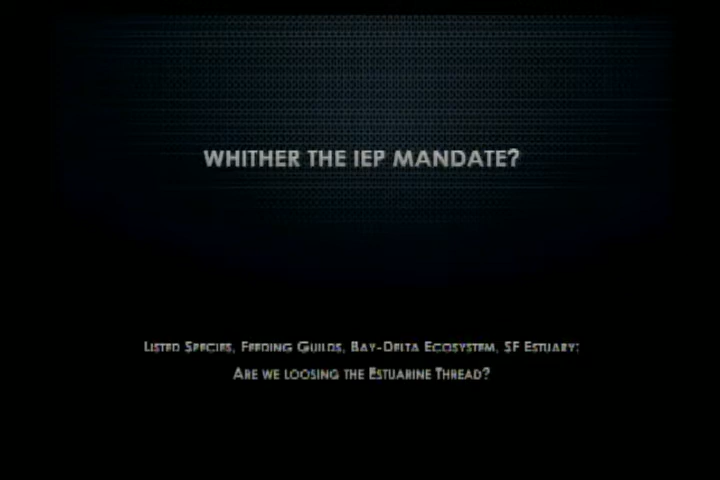 WHITHER THE IEP MANDATE?
LISTED SPECIES, FEEDING GUILDS, BAY-DELTA ECOSYSTEM, SF ESTUARY:
ARE WE LOOSING THE ESTUARINE THREAD?